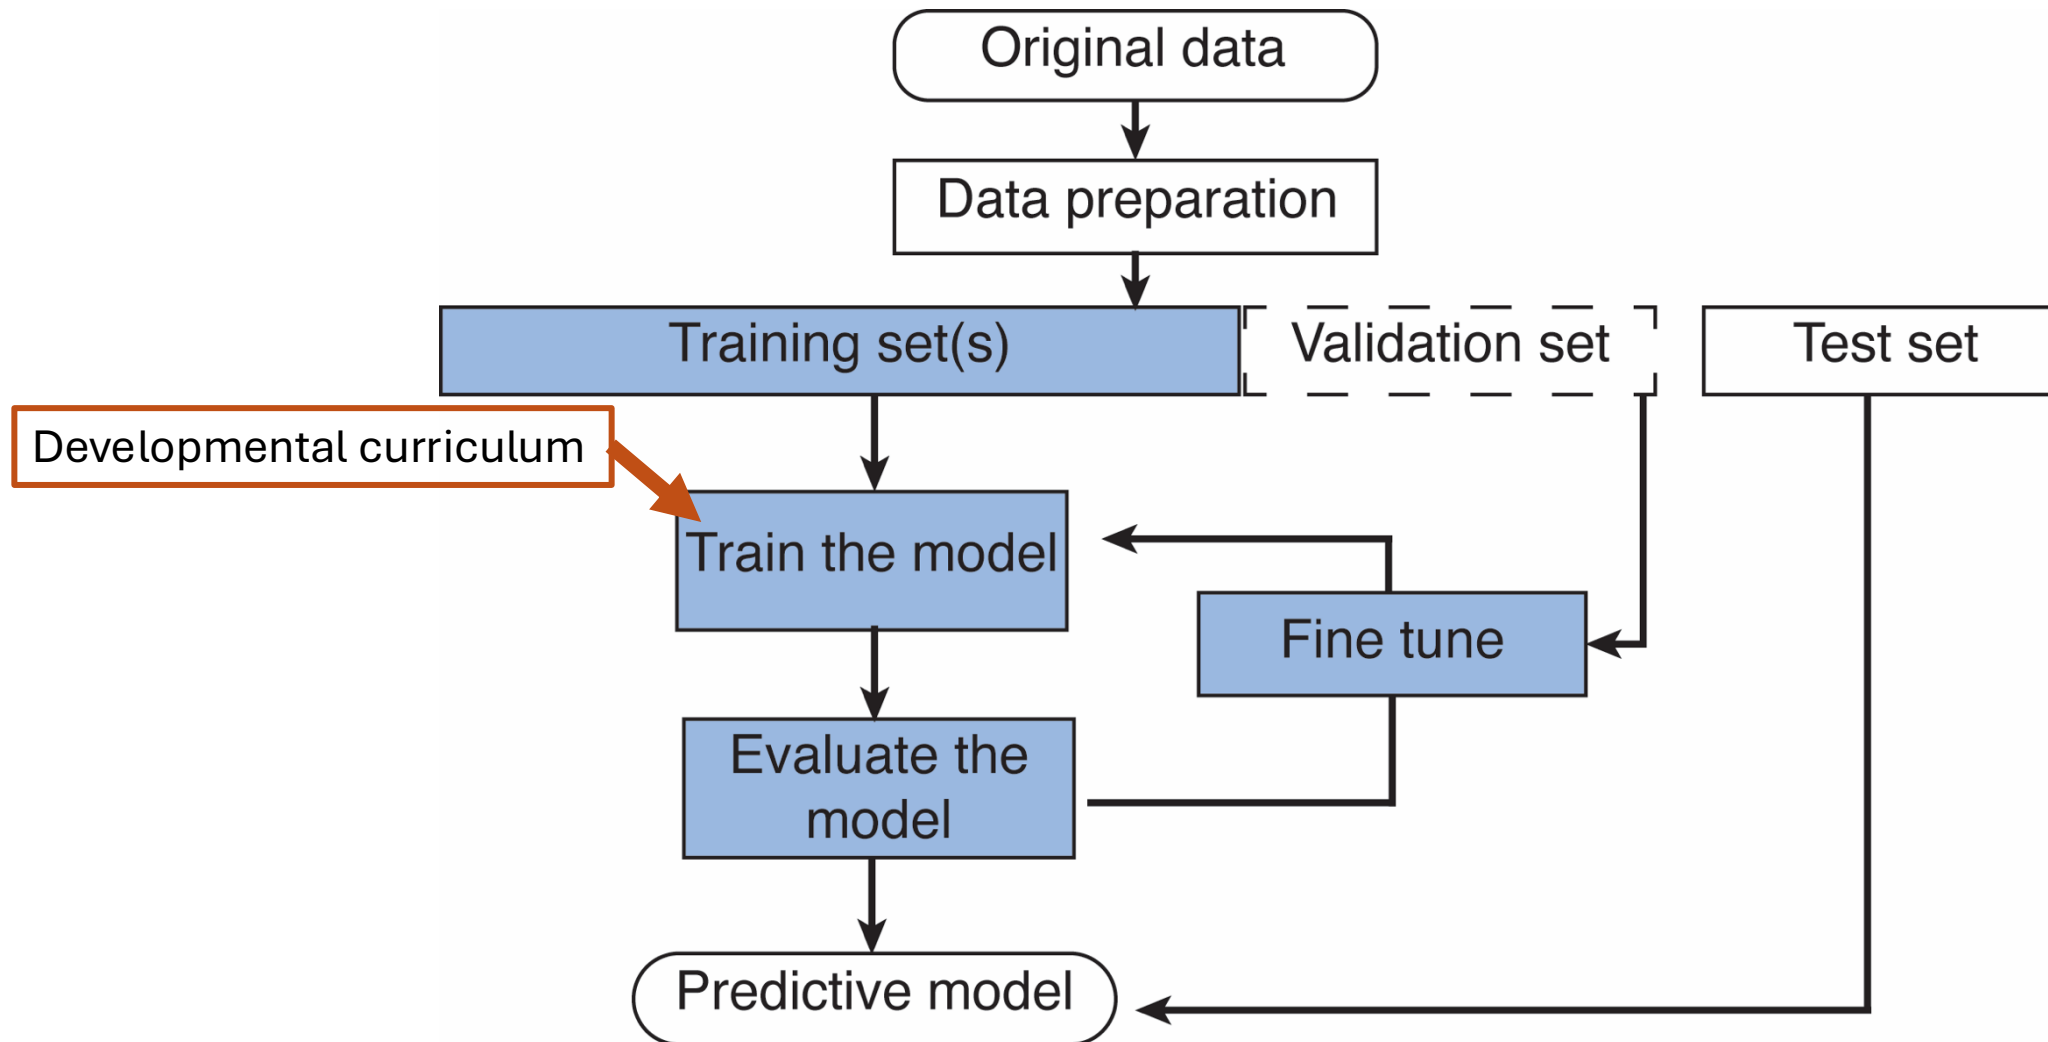 Original data
Data preparation
Training set(s)
Validation set
Test set
Developmental curriculum
Train the model
Fine tune
Evaluate the
model
Predictive model